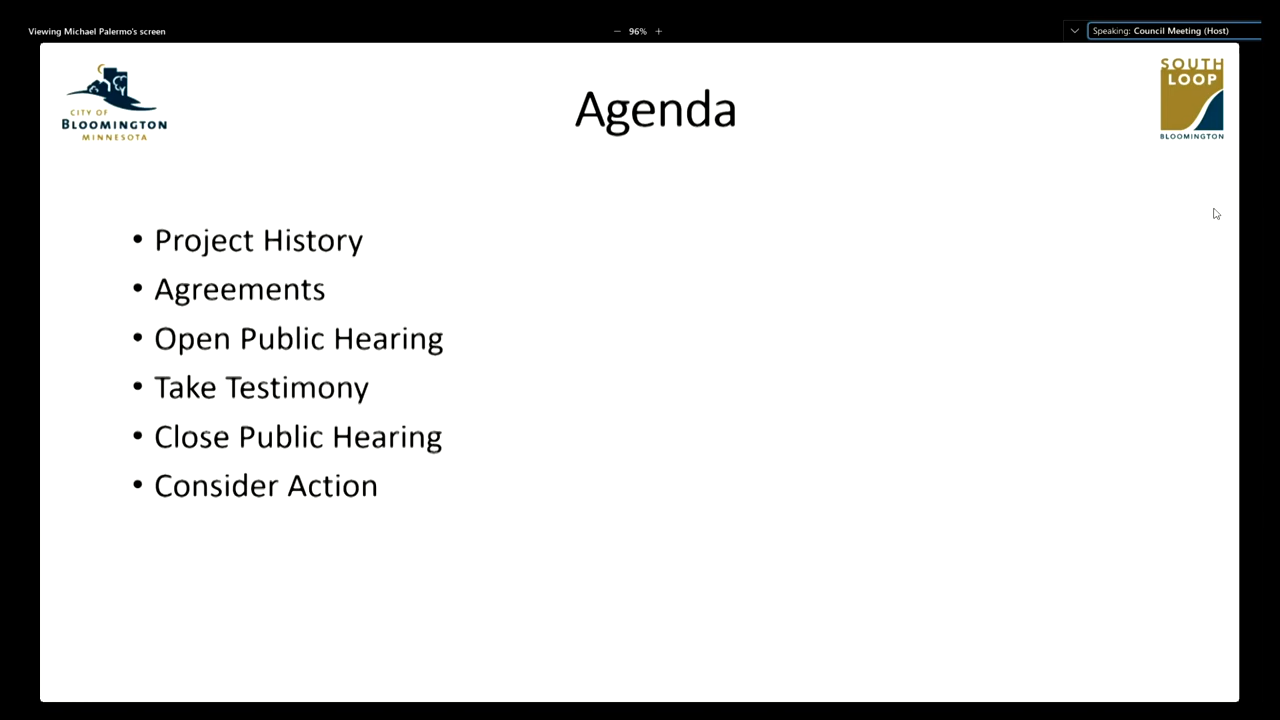 Viewing Michael Palermo's screen
− 96% +
Speaking: Council Meeting (Host)
CITY OF
BLOOMINGTON
MINNESOTA
Agenda
SOUTH
LOOP
BLOOMINGTON
• Project History
• Agreements
• Open Public Hearing
• Take Testimony
• Close Public Hearing
• Consider Action